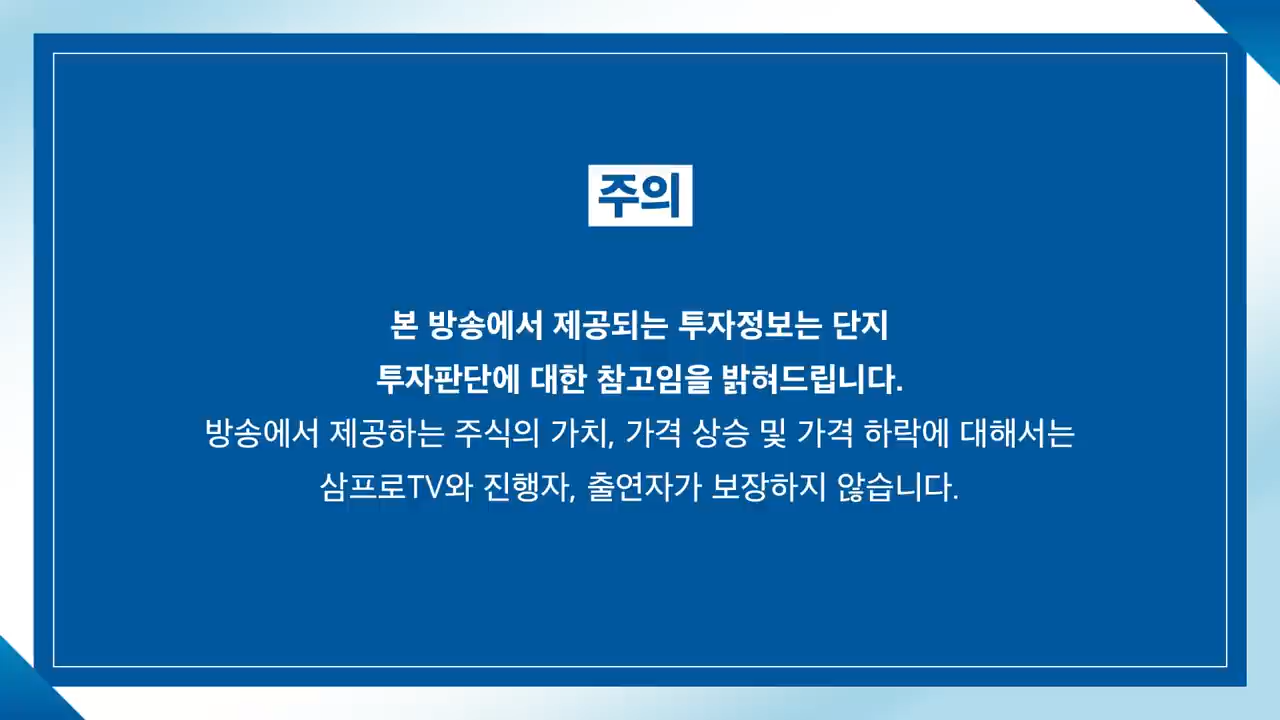 주의
본 방송에서 제공되는 투자정보는 단지
투자판단에 대한 참고임을 밝혀드립니다.
방송에서 제공하는 주식의 가치, 가격 상승 및 가격 하락에 대해서는
삼프로TV와 진행자, 출연자가 보장하지 않습니다.